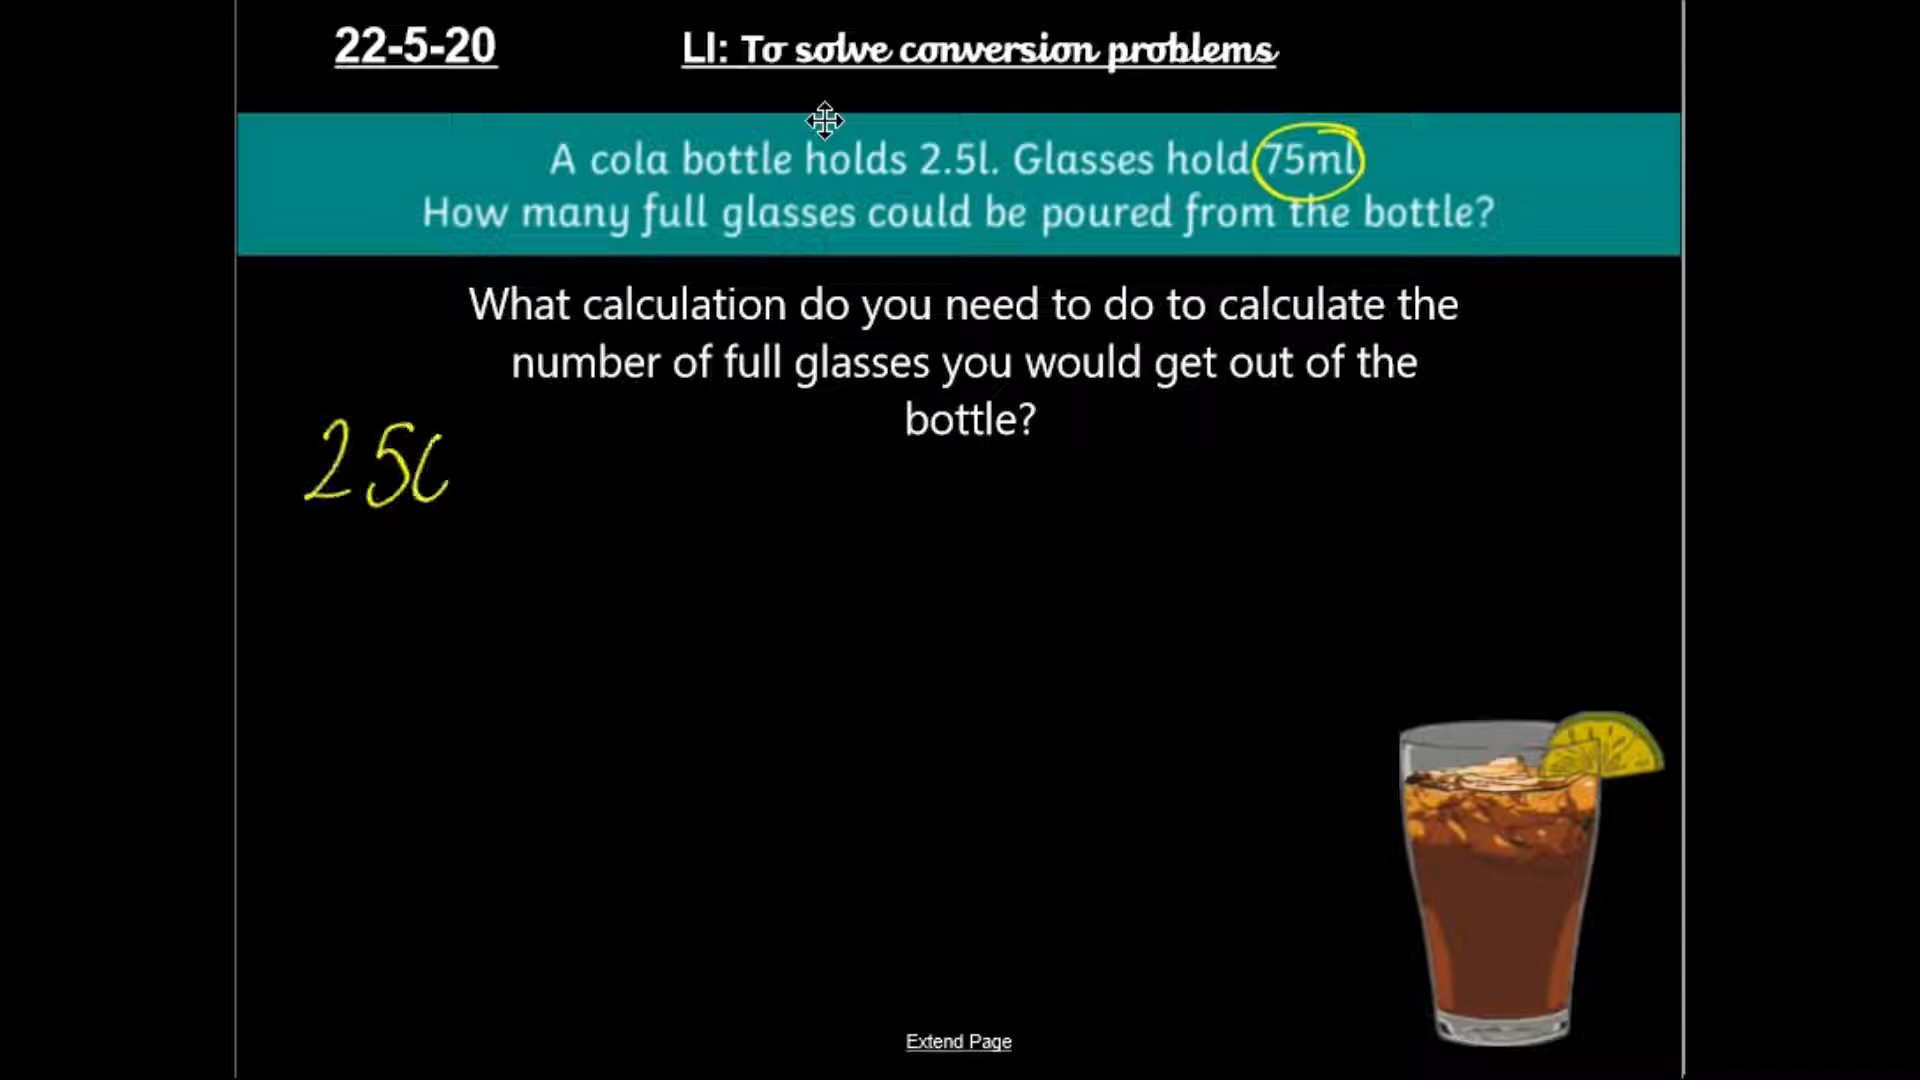 22-5-20 LI: To solve conversion problems
A cola bottle holds 2.5l. Glasses hold 75ml
How many full glasses could be poured from the bottle?
What calculation do you need to do to calculate the
number of full glasses you would get out of the
bottle?
250
Extend Page